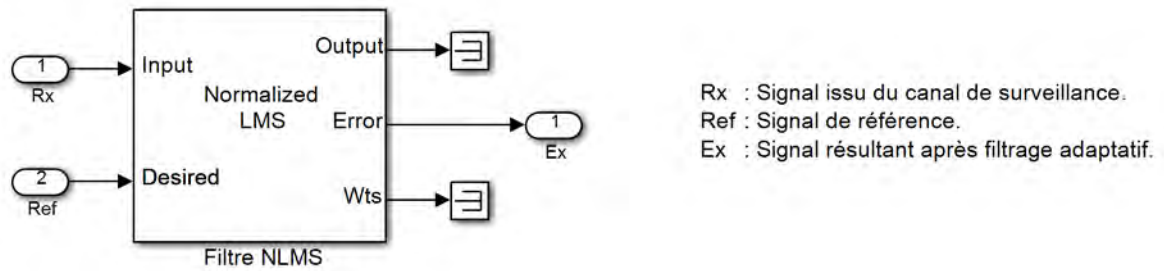 1
Rx
2
Ref
Input
Desired
Normalized
LMS
Output
Error
Wts
Filtre NLMS
1
Ex
Rx : Signal issu du canal de surveillance.
Ref : Signal de référence.
Ex : Signal résultant après filtrage adaptatif.